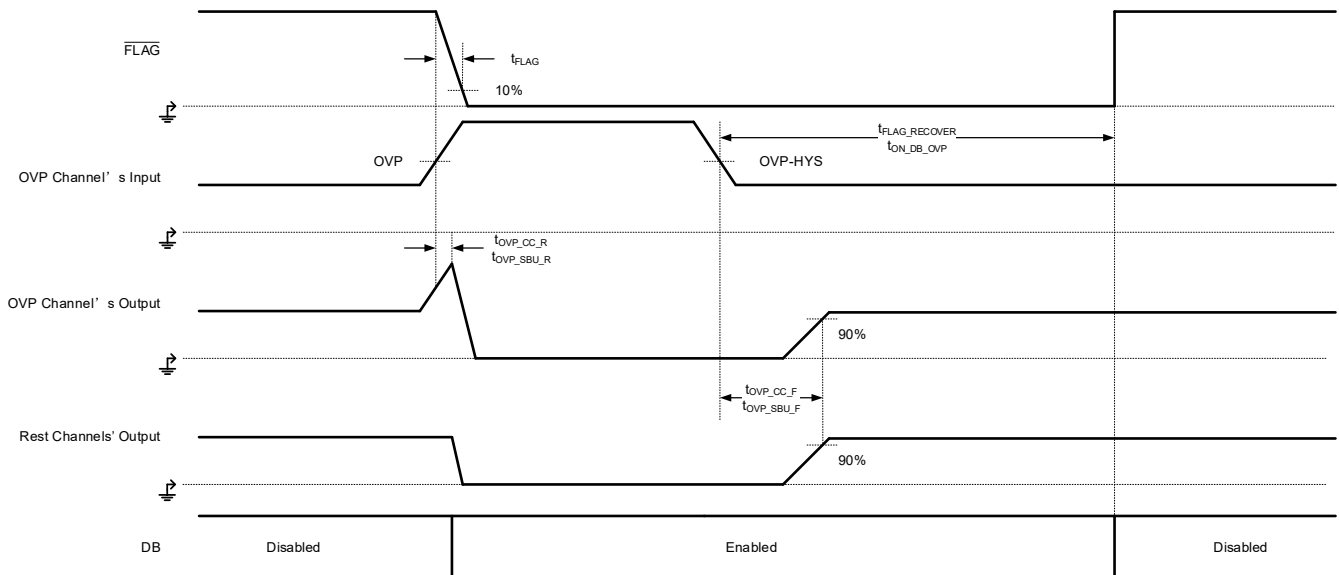 FLAG
tFLAG
10%
tFLAG_RECOVER
tON_DB_OVP
OVP
OVP-HYS
OVP Channel’s Input
tOVP_CC_R
tOVP_SBU_R
OVP Channel’s Output
90%
tOVP_CC_F
tOVP_SBU_F
Rest Channels' Output
90%
DB
Disabled
Enabled
Disabled